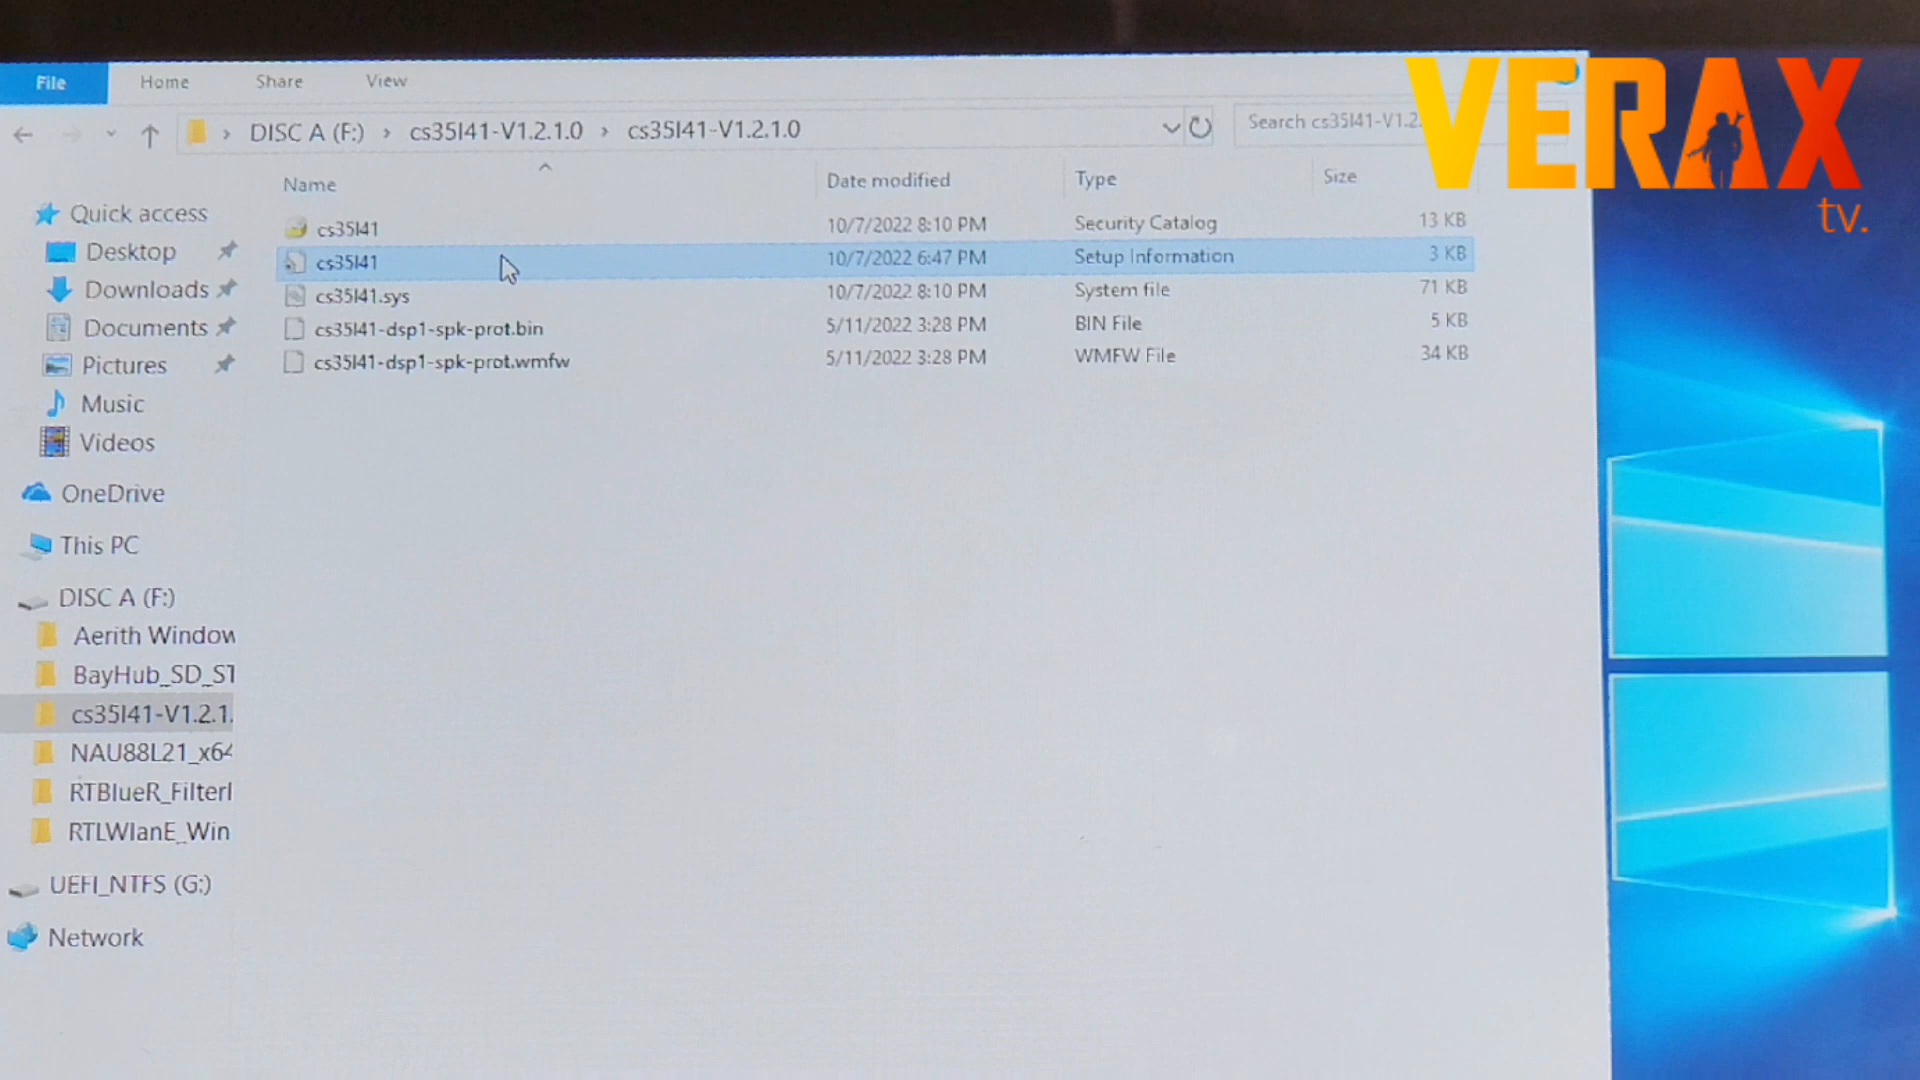 VERAX
tv.
File Home Share View
DISC A (F:) › cs35l41-V1.2.1.0 › cs35l41-V1.2.1.0
Search cs35l41-V1.2.
Name Date modified Type Size
cs35l41 10/7/2022 8:10 PM Security Catalog 13 KB
cs35l41 10/7/2022 6:47 PM Setup Information 3 KB
cs35l41.sys 10/7/2022 8:10 PM System file 71 KB
cs35l41-dsp1-spk-prot.bin 5/11/2022 3:28 PM BIN File 5 KB
cs35l41-dsp1-spk-prot.wmfw 5/11/2022 3:28 PM WMFW File 34 KB
Quick access
Desktop
Downloads
Documents
Pictures
Music
Videos
OneDrive
This PC
DISC A (F:)
Aerith Window
BayHub_SD_ST
cs35l41-V1.2.1.
NAU88L21_x64
RTBlueR_FilterI
RTLWlanE_Win
UEFI_NTFS (G:)
Network